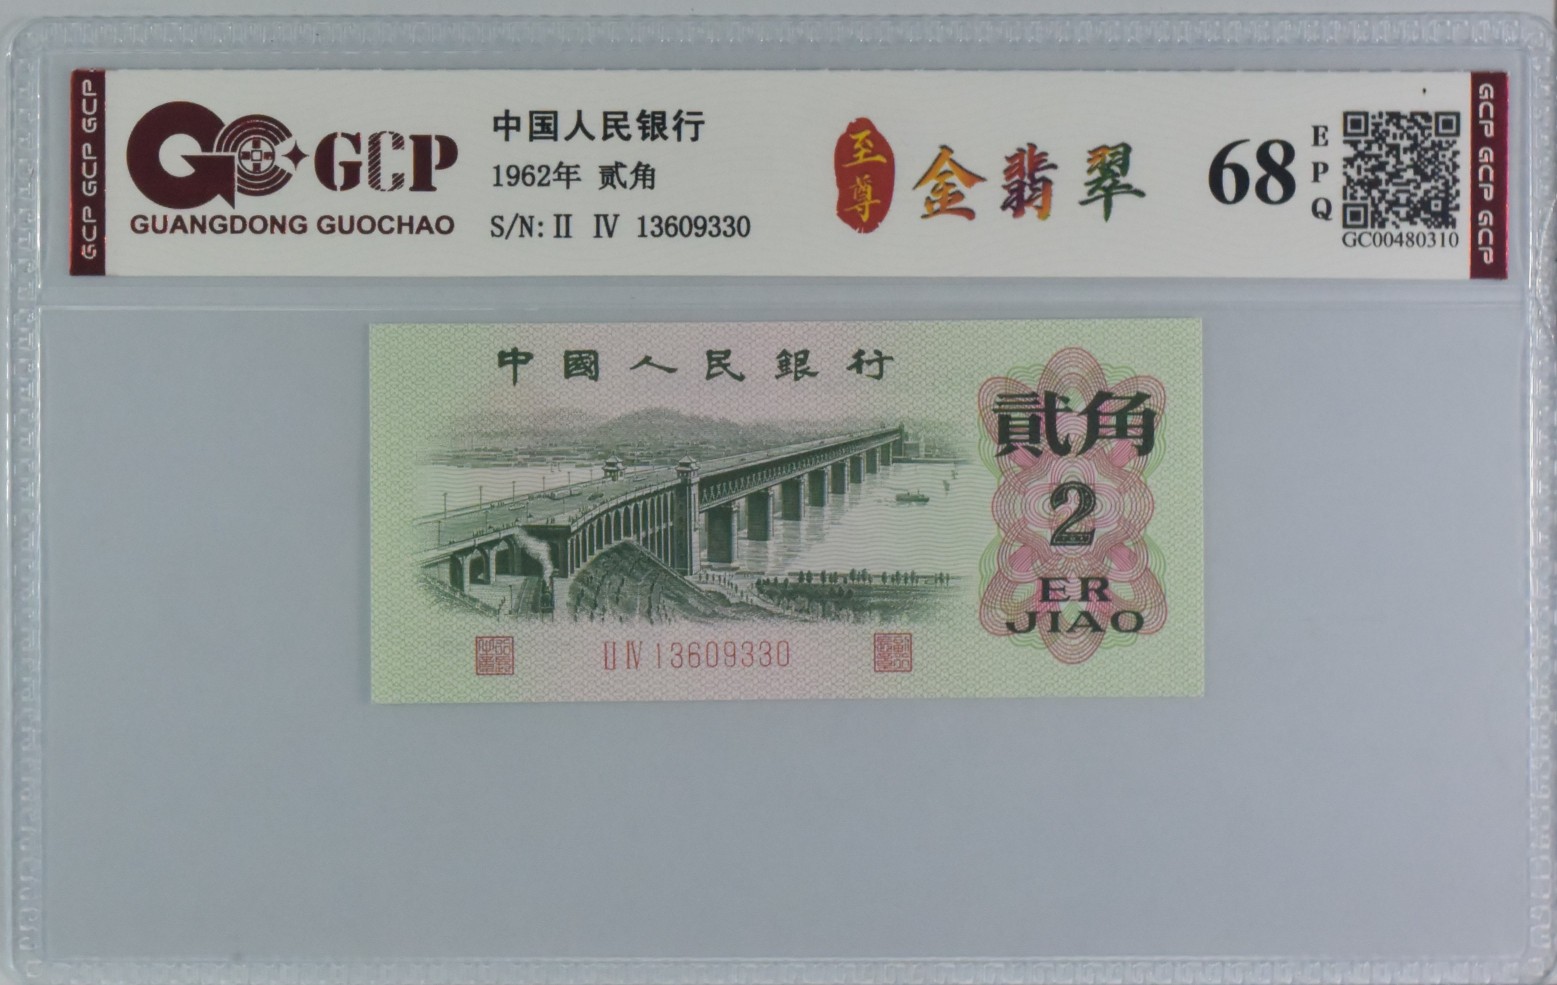 GCP GCP GCP
GCP
GUANGDONG GUOCHAO
中国人民银行
1962年 贰角
S/N: II IV 13609330
至尊
金翡翠
68
EPQ
GC00480310
GCP GCP GCP
中國人民銀行
貳角
2
ER
JIAO
II IV 13609330